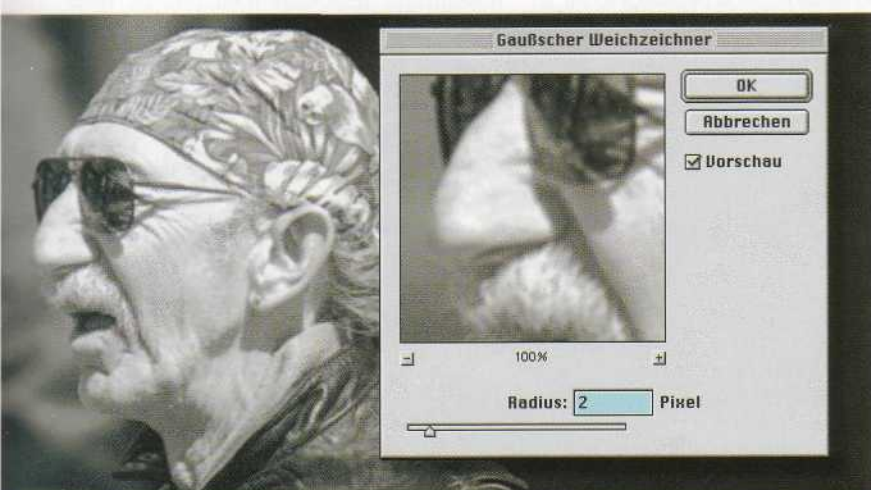 Gaußscher Weichzeichner
OK
Abbrechen
Vorschau
100%
Radius: 2 Pixel